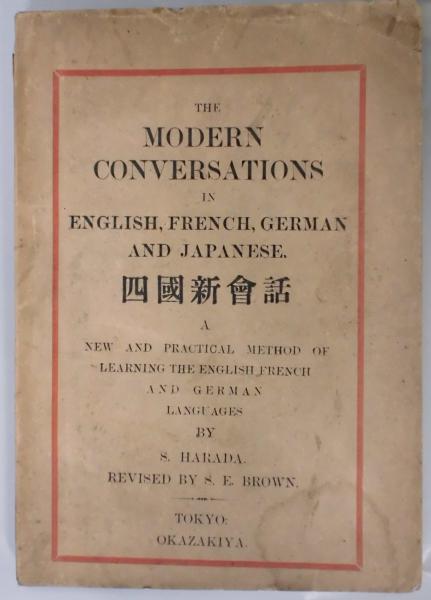 THE
MODERN
CONVERSATIONS
IN
ENGLISH, FRENCH, GERMAN
AND JAPANESE.
四國新會話
A
NEW AND PRACTICAL METHOD OF
LEARNING THE ENGLISH FRENCH
AND GERMAN
LANGUAGES
BY
S. HARADA.
REVISED BY S. E. BROWN.
TOKYO:
OKAZAKIYA.